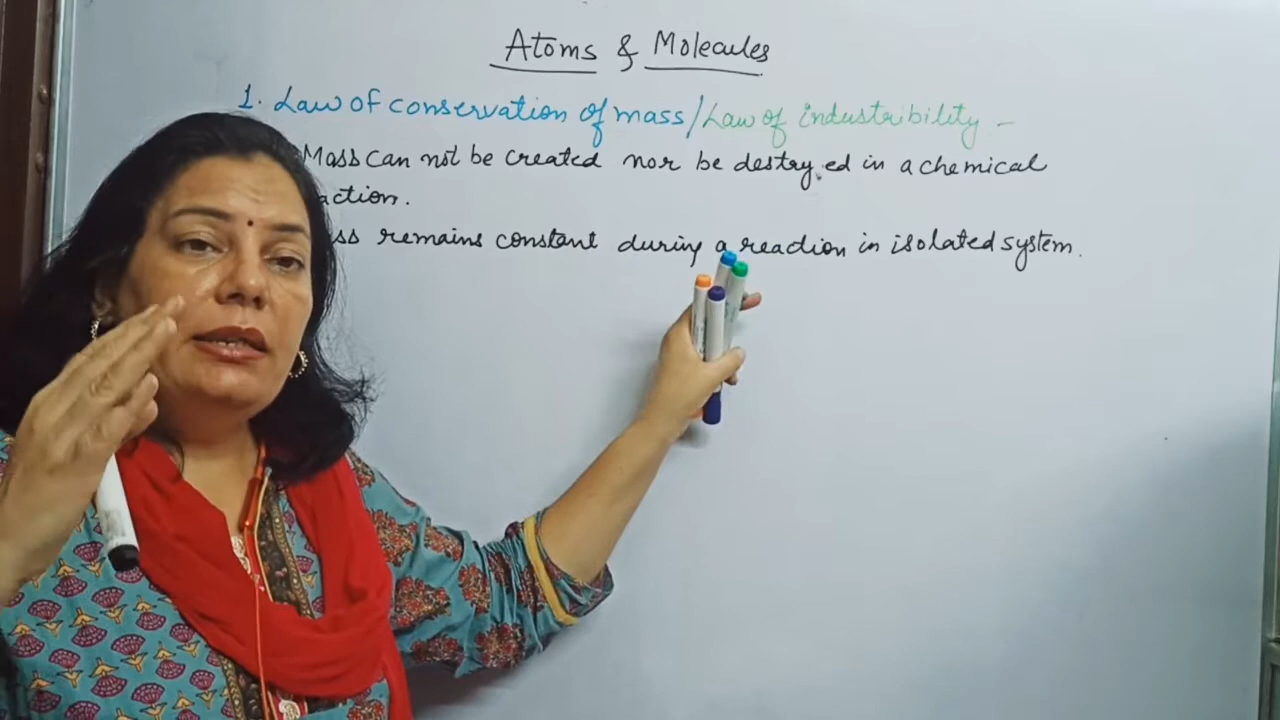 Atoms & Molecules
1. Law of conservation of mass/Law of industribility -
Mass can not be created nor be destroyed in a chemical
action.
ss remains constant during a reaction in isolated system.